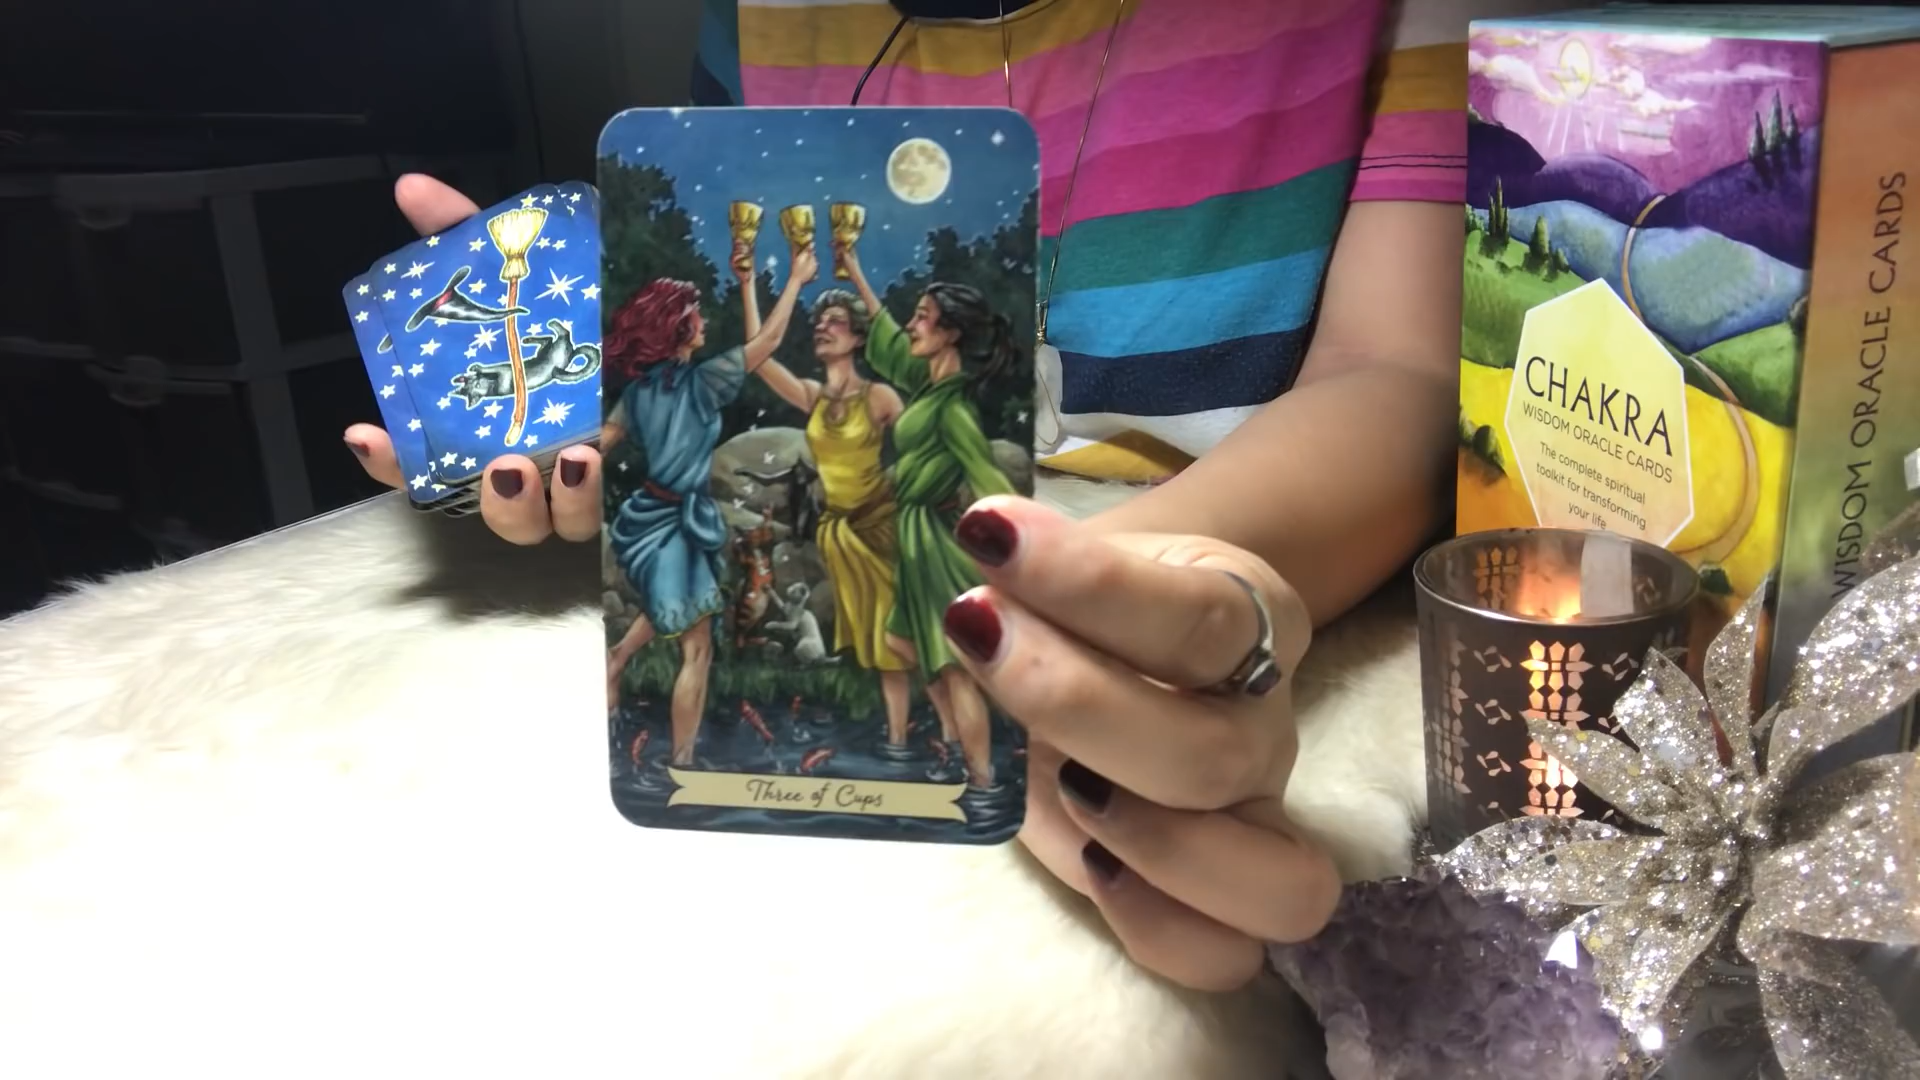 Three of Cups
CHAKRA
WISDOM ORACLE CARDS
The complete spiritual
toolkit for transforming
your life
WISDOM ORACLE CARDS